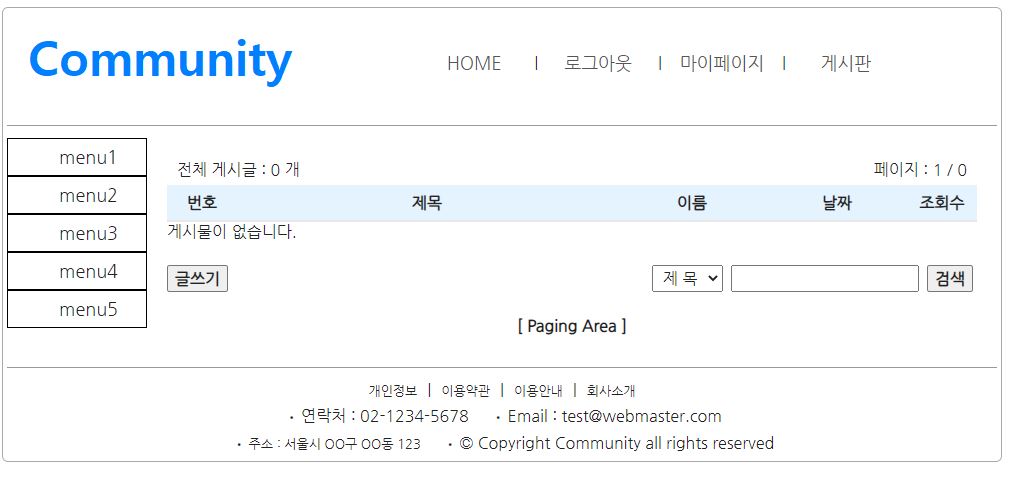 Community
HOME | 로그아웃 | 마이페이지 | 게시판
menu1
menu2
menu3
menu4
menu5
전체 게시글 : 0 개 페이지 : 1 / 0
번호 제목 이름 날짜 조회수
게시물이 없습니다.
글쓰기 제 목 검색
[ Paging Area ]
개인정보 | 이용약관 | 이용안내 | 회사소개
· 연락처 : 02-1234-5678 · Email : test@webmaster.com
· 주소 : 서울시 OO구 OO동 123 · © Copyright Community all rights reserved